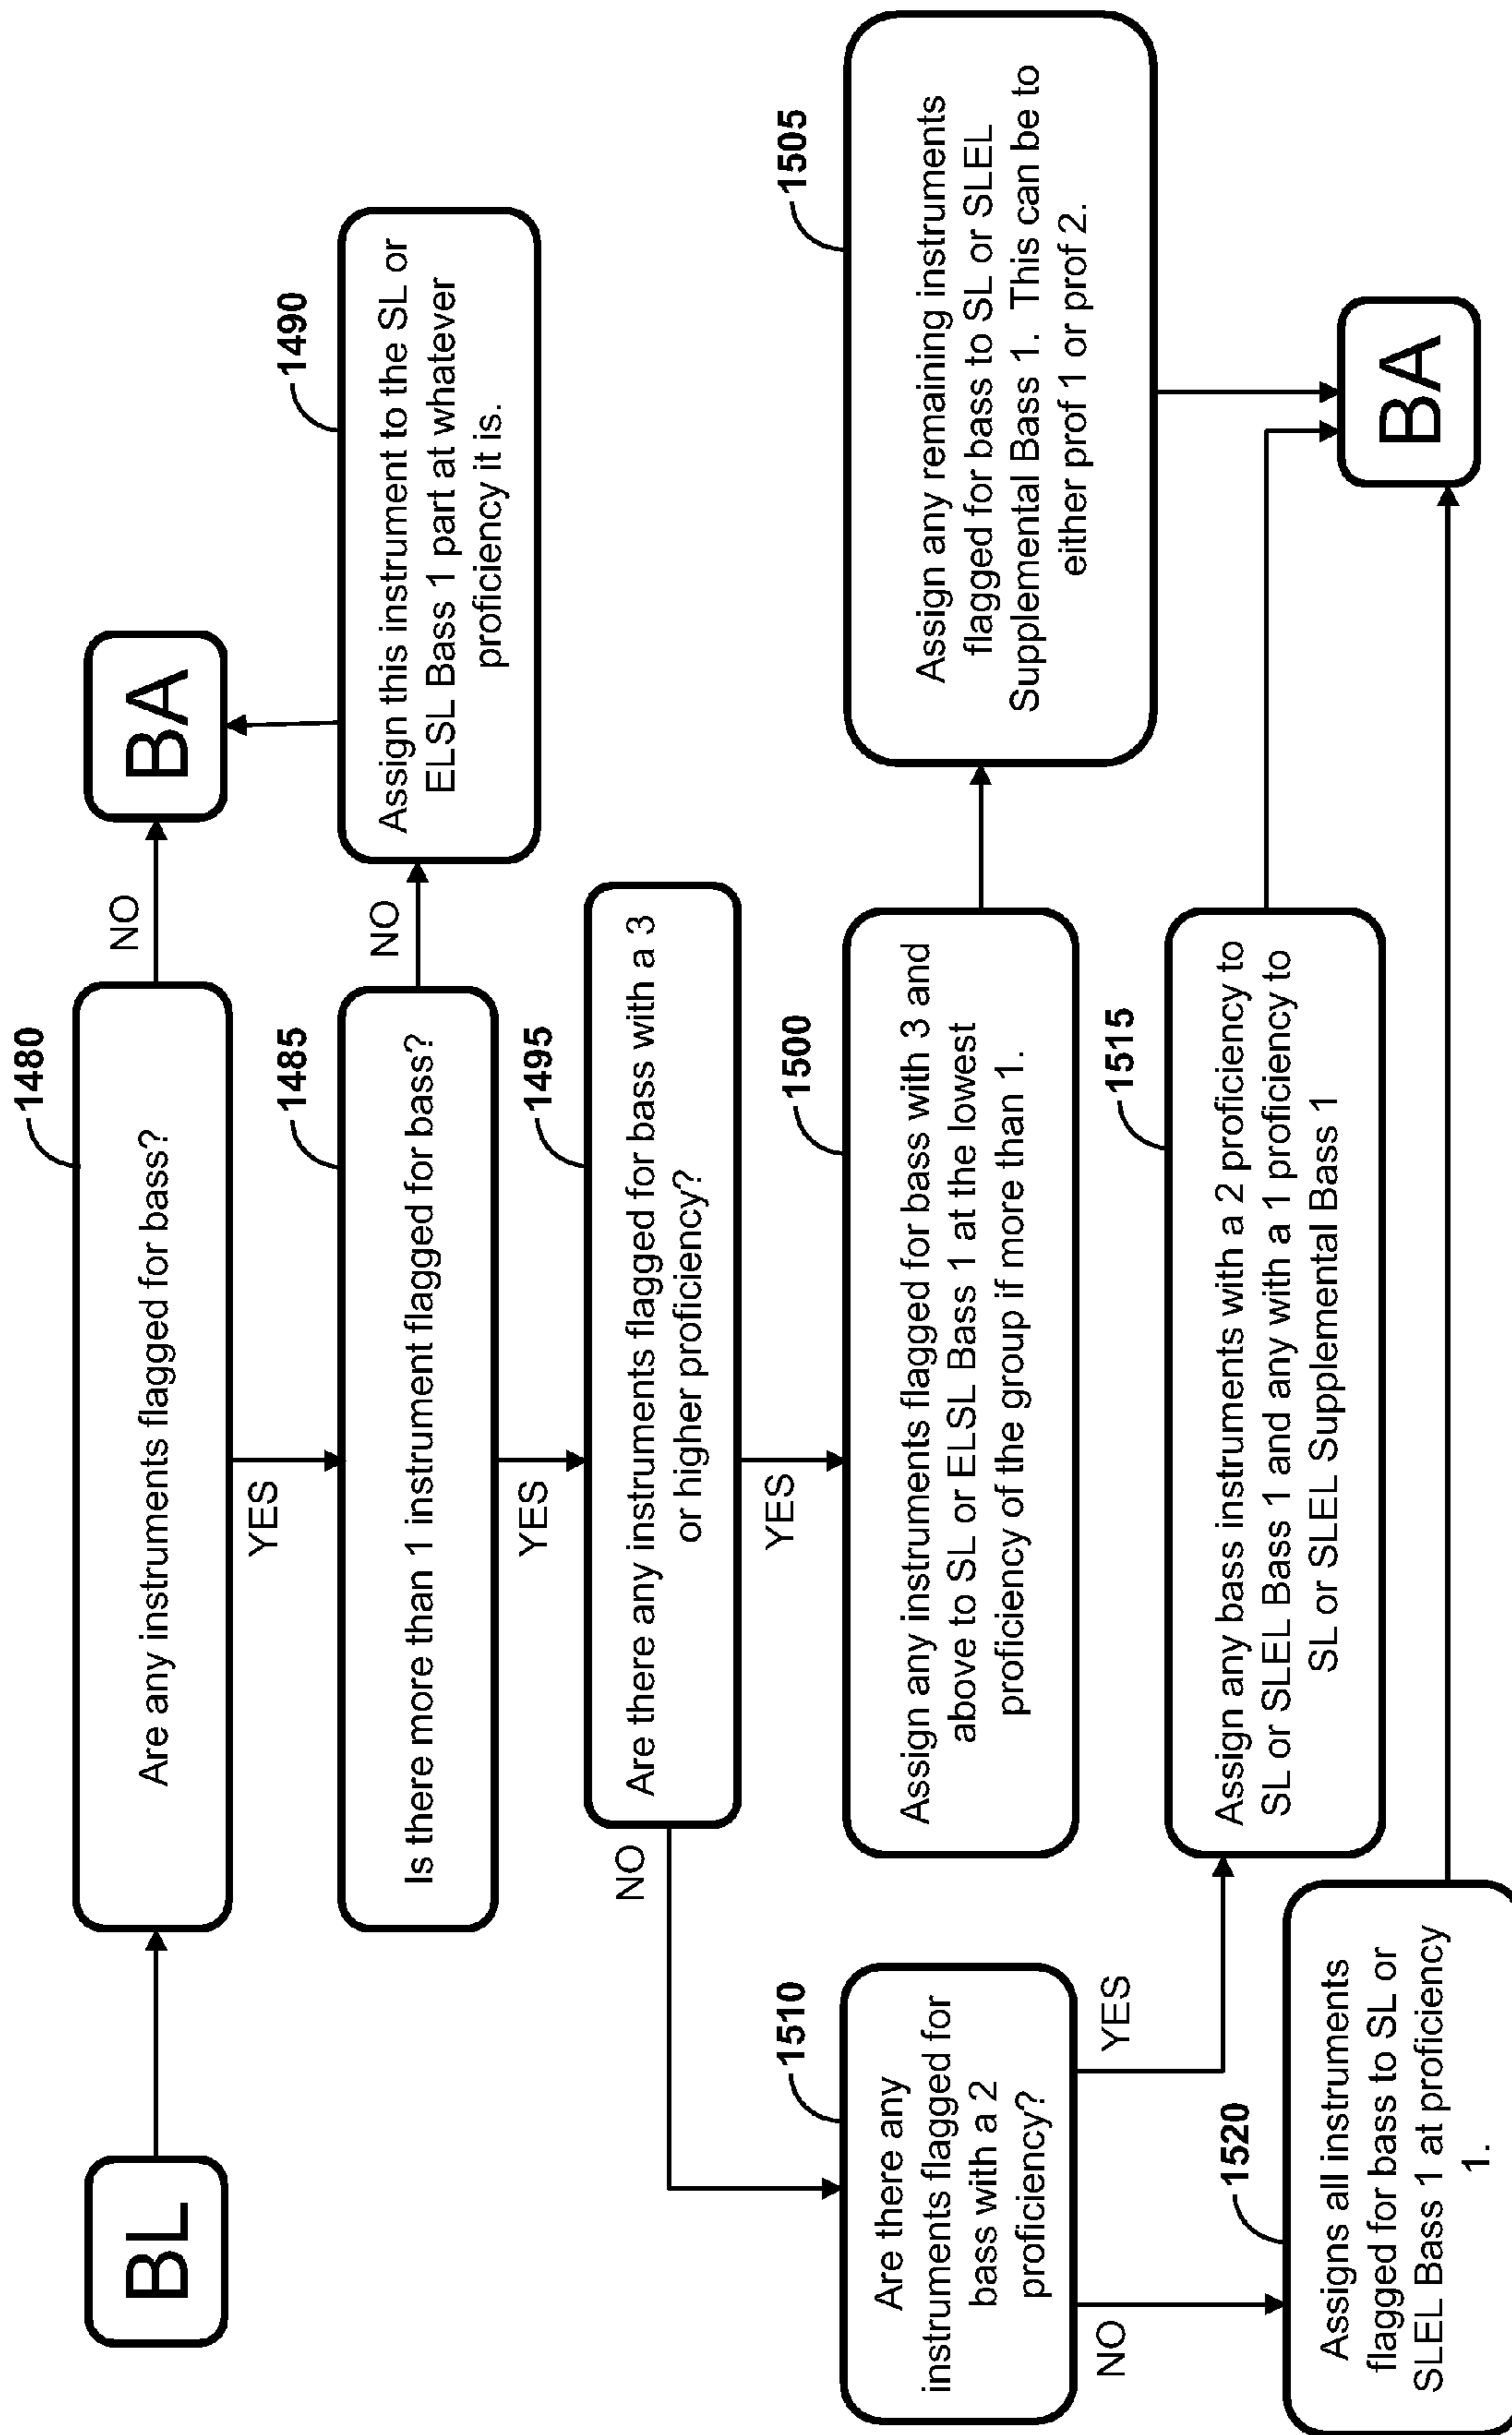 BL
1480
Are any instruments flagged for bass?
NO
BA
YES
1485
Is there more than 1 instrument flagged for bass?
NO
1490
Assign this instrument to the SL or
ELSL Bass 1 part at whatever
proficiency it is.
YES
1495
Are there any instruments flagged for bass with a 3
or higher proficiency?
NO
YES
1500
Assign any instruments flagged for bass with 3 and
above to SL or ELSL Bass 1 at the lowest
proficiency of the group if more than 1.
1505
Assign any remaining instruments
flagged for bass to SL or SLEL
Supplemental Bass 1. This can be to
either prof 1 or prof 2.
1510
Are there any
instruments flagged for
bass with a 2
proficiency?
YES
NO
1515
Assign any bass instruments with a 2 proficiency to
SL or SLEL Bass 1 and any with a 1 proficiency to
SL or SLEL Supplemental Bass 1
BA
1520
Assigns all instruments
flagged for bass to SL or
SLEL Bass 1 at proficiency
1.